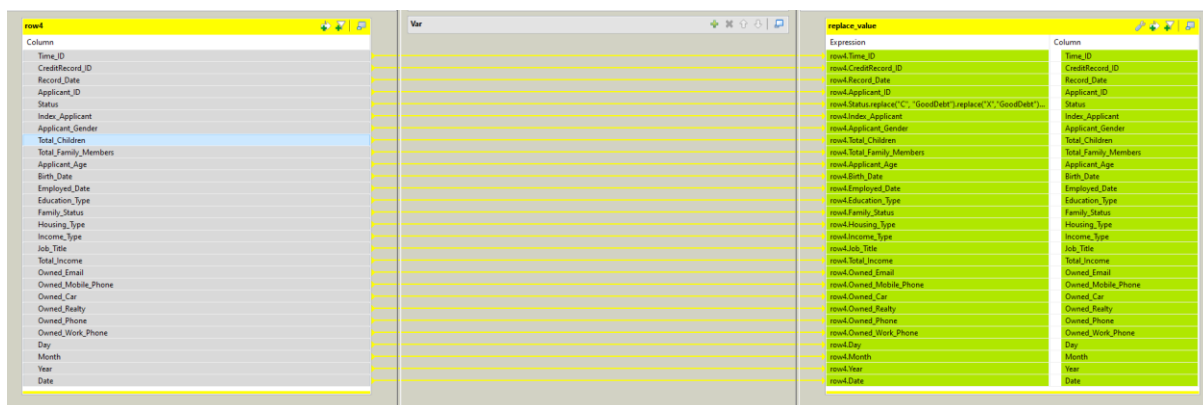 row4
Column
Time_ID
CreditRecord_ID
Record_Date
Applicant_ID
Status
Index_Applicant
Applicant_Gender
Total_Children
Total_Family_Members
Applicant_Age
Birth_Date
Employed_Date
Education_Type
Family_Status
Housing_Type
Income_Type
Job_Title
Total_Income
Owned_Email
Owned_Mobile_Phone
Owned_Car
Owned_Realty
Owned_Phone
Owned_Work_Phone
Day
Month
Year
Date
Var
replace_value
Expression Column
row4.Time_ID Time_ID
row4.CreditRecord_ID CreditRecord_ID
row4.Record_Date Record_Date
row4.Applicant_ID Applicant_ID
row4.Status.replace("C", "GoodDebt").replace("X","GoodDebt")... Status
row4.Index_Applicant Index_Applicant
row4.Applicant_Gender Applicant_Gender
row4.Total_Children Total_Children
row4.Total_Family_Members Total_Family_Members
row4.Applicant_Age Applicant_Age
row4.Birth_Date Birth_Date
row4.Employed_Date Employed_Date
row4.Education_Type Education_Type
row4.Family_Status Family_Status
row4.Housing_Type Housing_Type
row4.Income_Type Income_Type
row4.Job_Title Job_Title
row4.Total_Income Total_Income
row4.Owned_Email Owned_Email
row4.Owned_Mobile_Phone Owned_Mobile_Phone
row4.Owned_Car Owned_Car
row4.Owned_Realty Owned_Realty
row4.Owned_Phone Owned_Phone
row4.Owned_Work_Phone Owned_Work_Phone
row4.Day Day
row4.Month Month
row4.Year Year
row4.Date Date